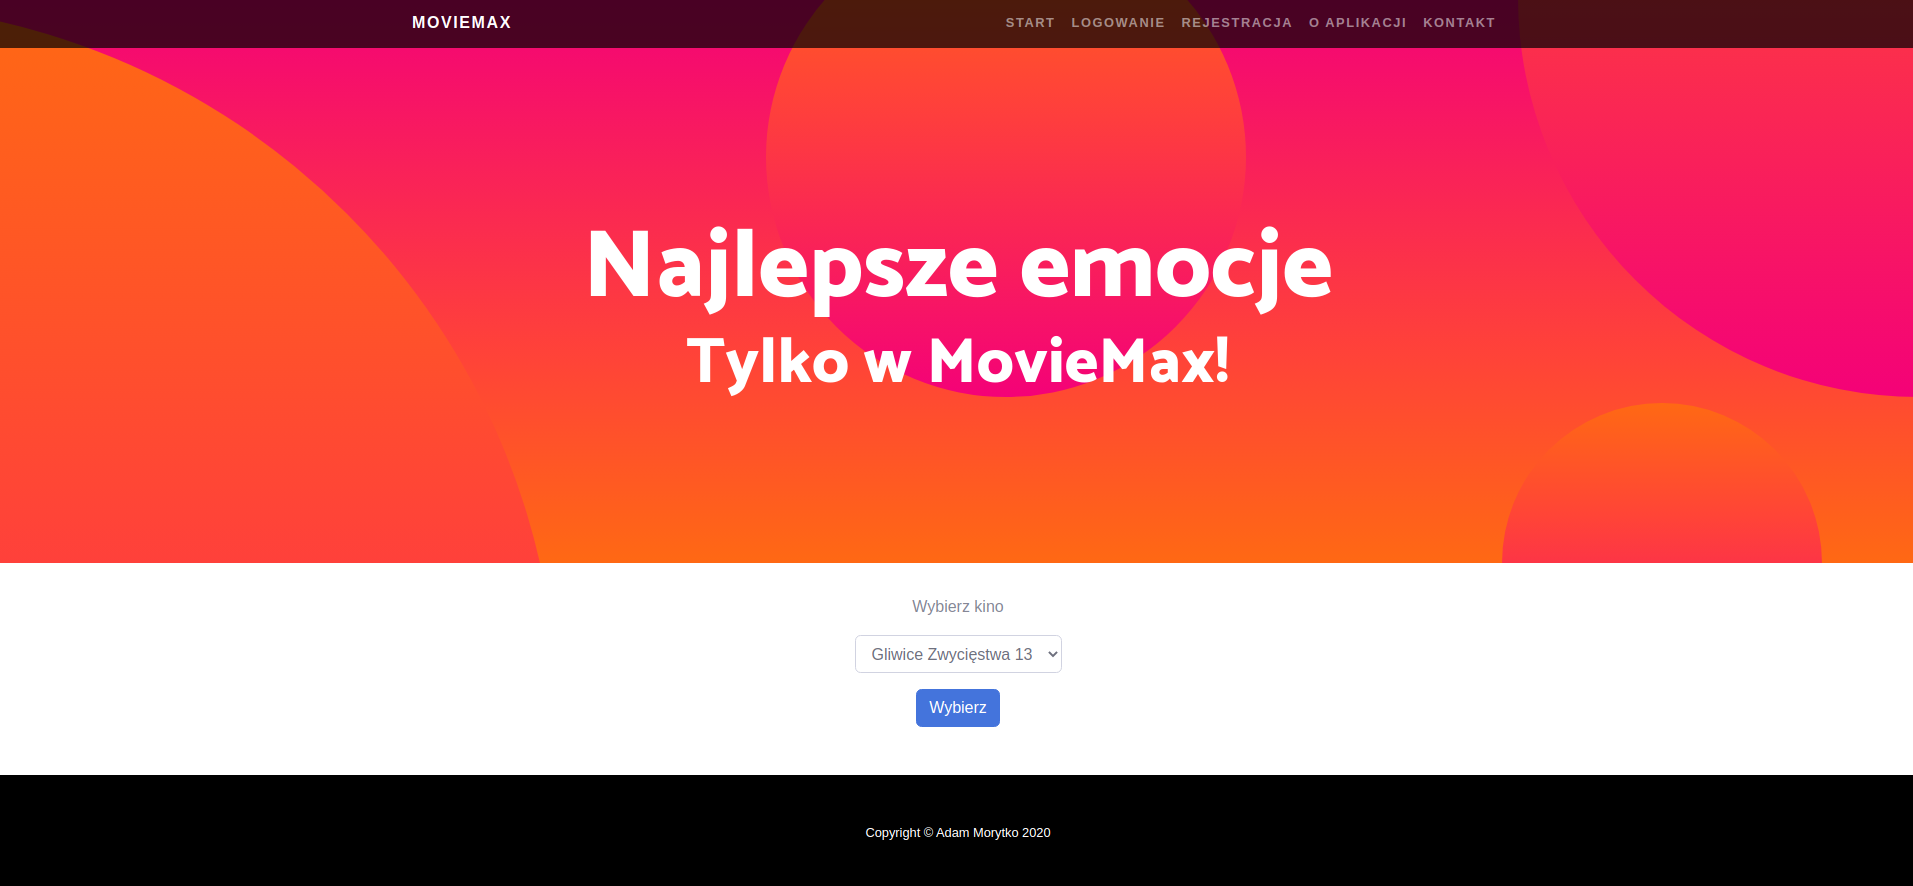 MOVIEMAX START LOGOWANIE REJESTRACJA O APLIKACJI KONTAKT
Najlepsze emocje
Tylko w MovieMax!
Wybierz kino
Gliwice Zwycięstwa 13
Wybierz
Copyright © Adam Morytko 2020